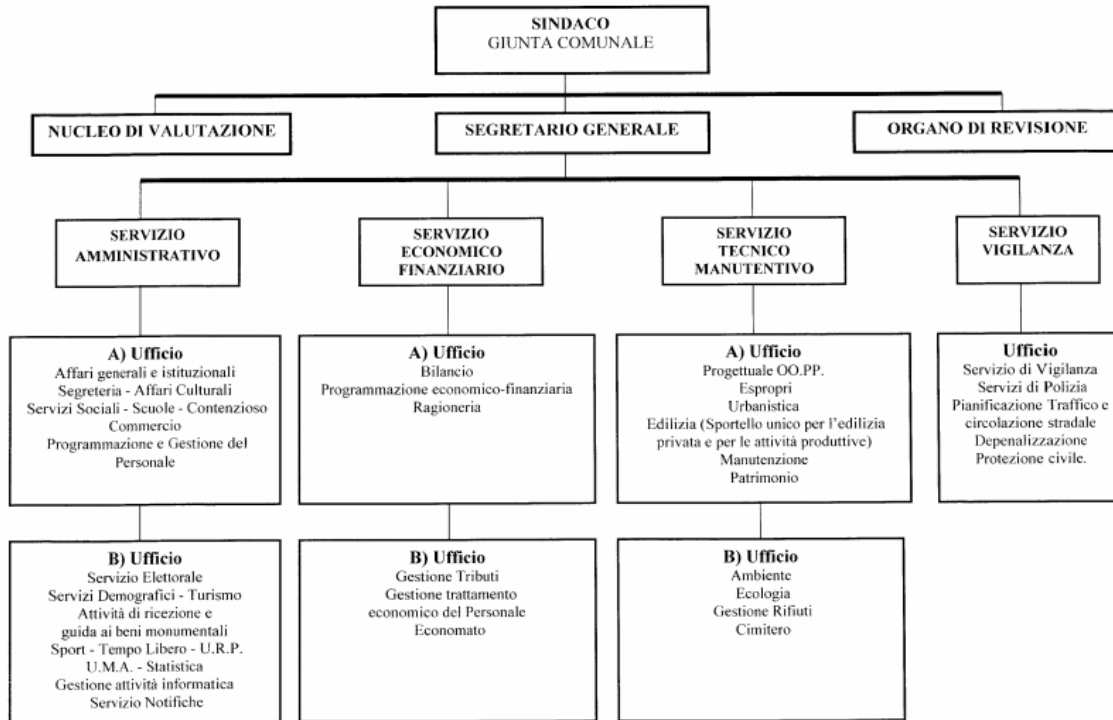 SINDACO
GIUNTA COMUNALE
NUCLEO DI VALUTAZIONE
SEGRETARIO GENERALE
ORGANO DI REVISIONE
SERVIZIO
AMMINISTRATIVO
SERVIZIO
ECONOMICO
FINANZIARIO
SERVIZIO
TECNICO
MANUTENTIVO
SERVIZIO
VIGILANZA
A) Ufficio
Affari generali e istituzionali
Segreteria - Affari Culturali
Servizi Sociali - Scuole - Contenzioso
Commercio
Programmazione e Gestione del
Personale
A) Ufficio
Bilancio
Programmazione economico-finanziaria
Ragioneria
A) Ufficio
Progettuale OO.PP.
Espropri
Urbanistica
Edilizia (Sportello unico per l'edilizia
privata e per le attività produttive)
Manutenzione
Patrimonio
Ufficio
Servizio di Vigilanza
Servizi di Polizia
Pianificazione Traffico e
circolazione stradale
Depenalizzazione
Protezione civile.
B) Ufficio
Servizio Elettorale
Servizi Demografici - Turismo
Attività di ricezione e
guida ai beni monumentali
Sport - Tempo Libero - U.R.P.
U.M.A. - Statistica
Gestione attività informatica
Servizio Notifiche
B) Ufficio
Gestione Tributi
Gestione trattamento
economico del Personale
Economato
B) Ufficio
Ambiente
Ecologia
Gestione Rifiuti
Cimitero